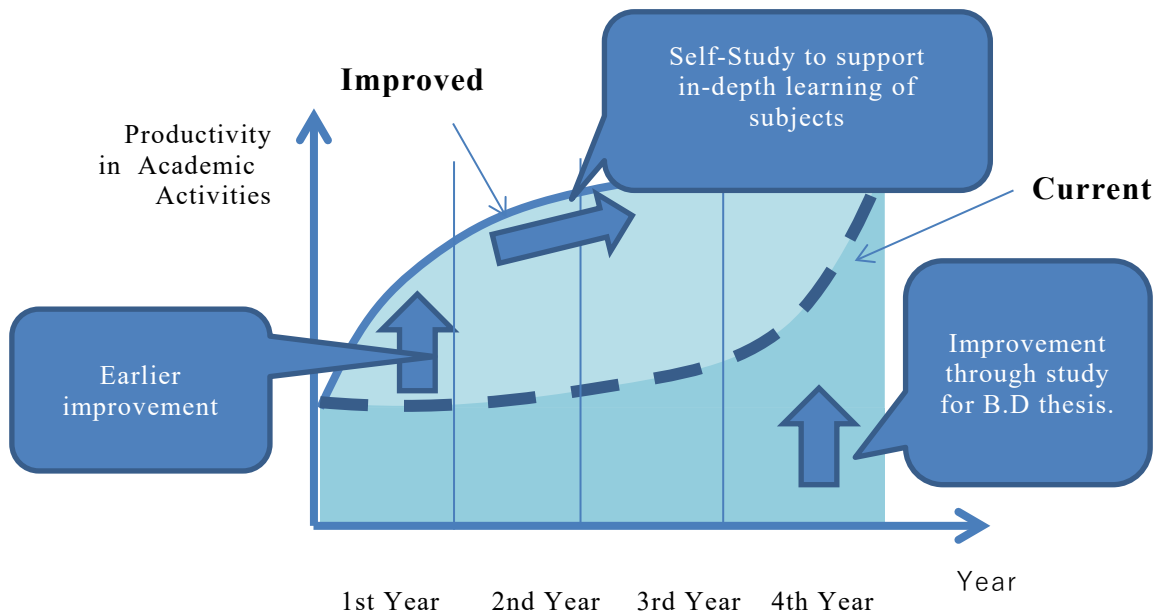 Self-Study to support
in-depth learning of
subjects
Improved
Productivity
in Academic
Activities
Current
Earlier
improvement
Improvement
through study
for B.D thesis.
Year
1st Year 2nd Year 3rd Year 4th Year